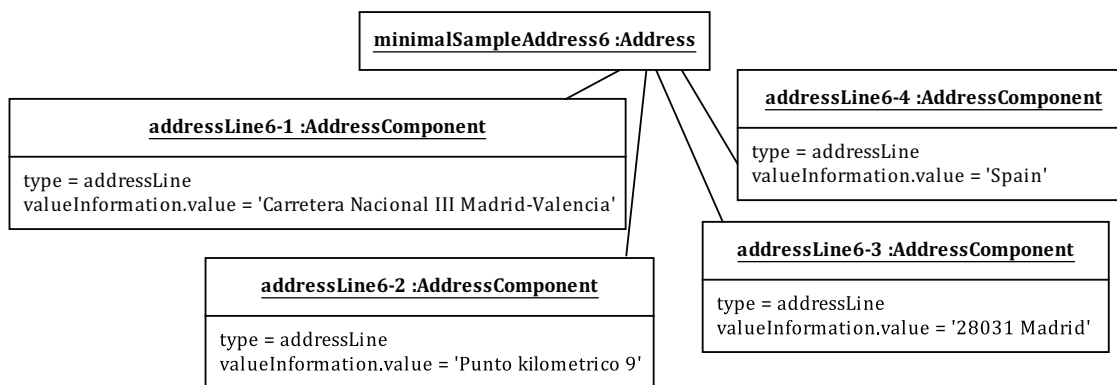 minimalSampleAddress6 :Address
addressLine6-1 :AddressComponent
type = addressLine
valueInformation.value = 'Carretera Nacional III Madrid-Valencia'
addressLine6-2 :AddressComponent
type = addressLine
valueInformation.value = 'Punto kilometrico 9'
addressLine6-3 :AddressComponent
type = addressLine
valueInformation.value = '28031 Madrid'
addressLine6-4 :AddressComponent
type = addressLine
valueInformation.value = 'Spain'